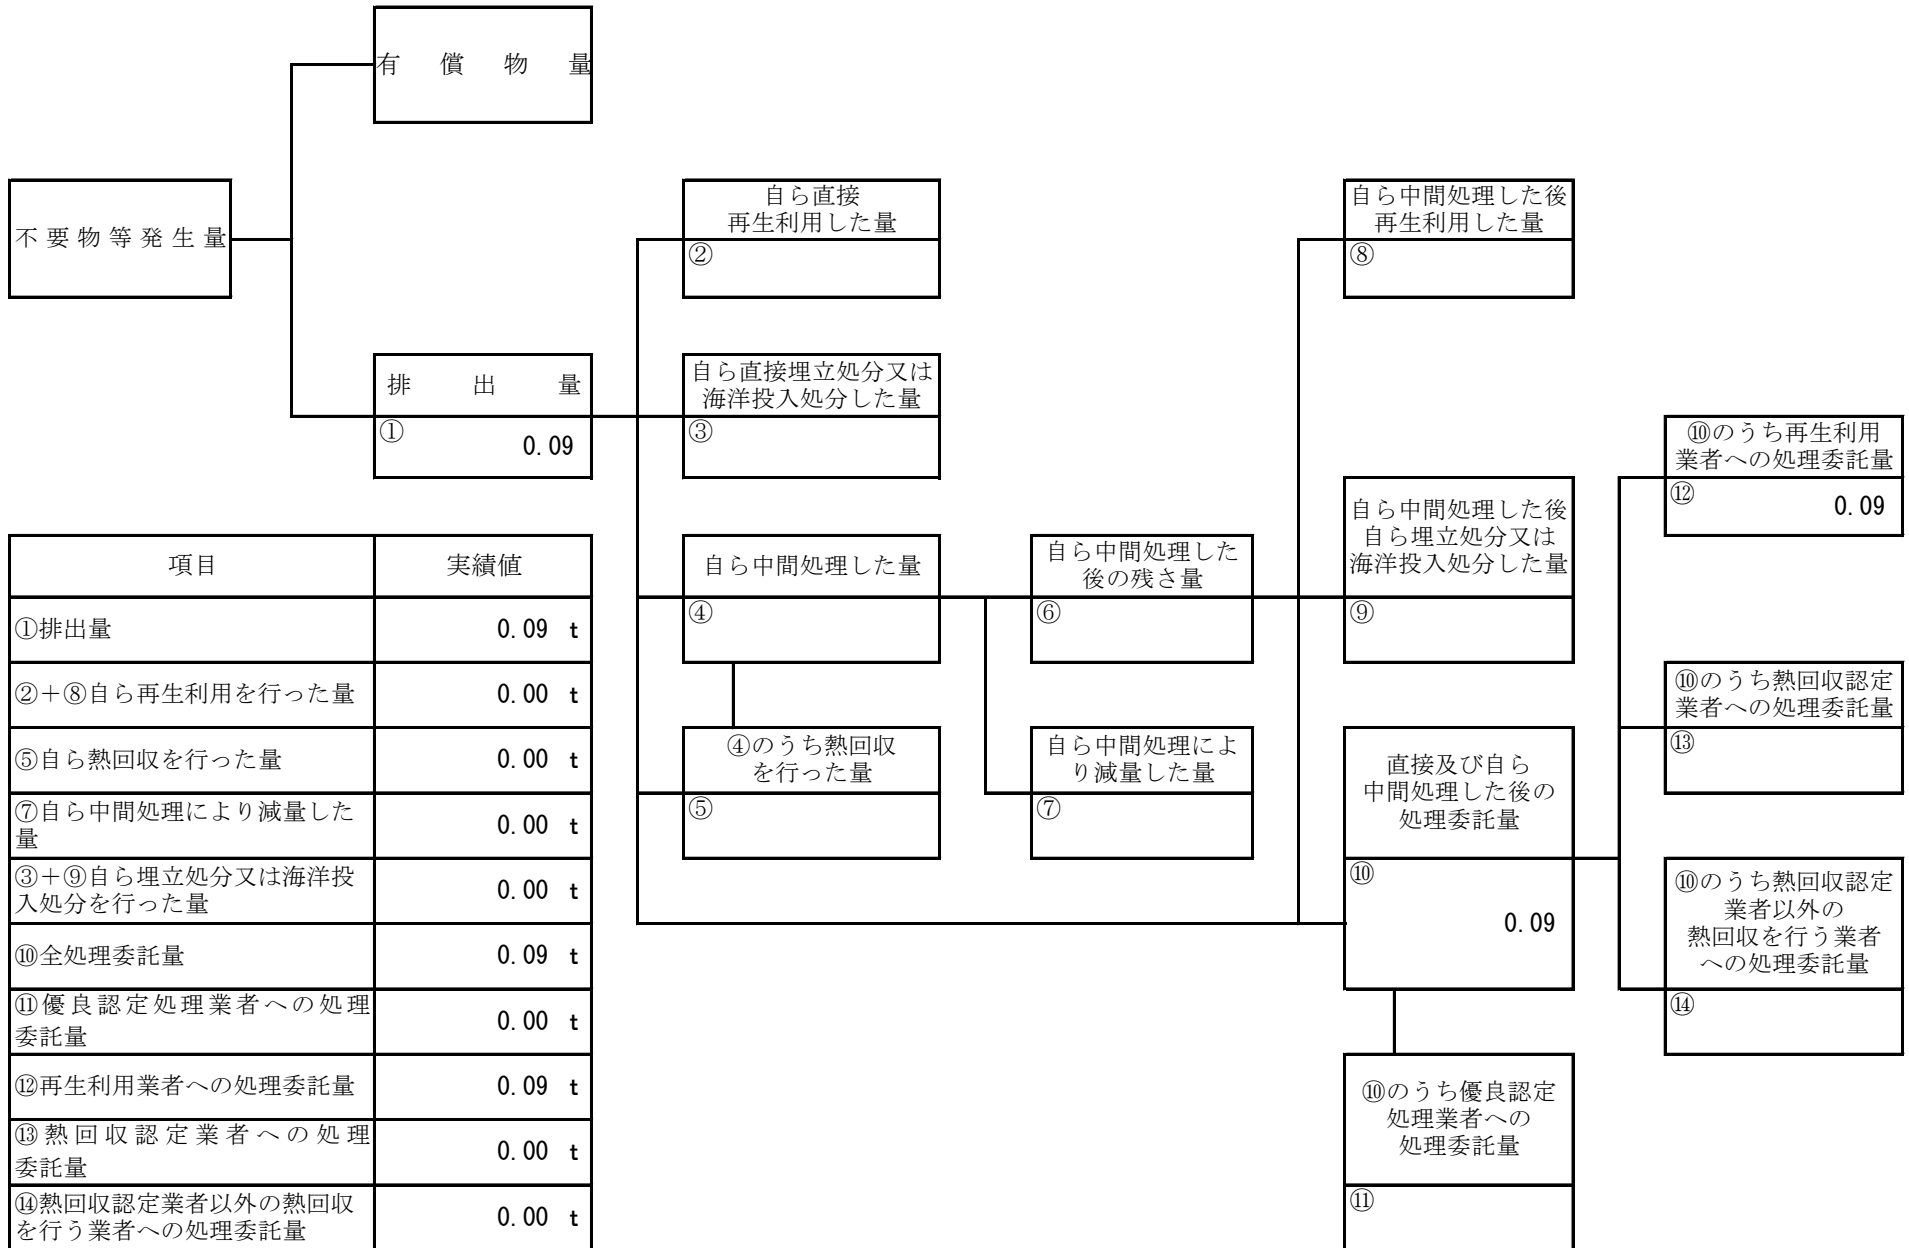 有償物量
不要物等発生量
自ら直接
再生利用した量
②
自ら中間処理した後
再生利用した量
⑧
排出量
① 0.09
自ら直接埋立処分又は
海洋投入処分した量
③
⑩のうち再生利用
業者への処理委託量
⑫ 0.09
自ら中間処理した量
④
自ら中間処理した
後の残さ量
⑥
自ら中間処理した後
自ら埋立処分又は
海洋投入処分した量
⑨
⑩のうち熱回収認定
業者への処理委託量
⑬
④のうち熱回収
を行った量
⑤
自ら中間処理によ
り減量した量
⑦
直接及び自ら
中間処理した後の
処理委託量
⑩
0.09
⑩のうち熱回収認定
業者以外の
熱回収を行う業者
への処理委託量
⑭
⑩のうち優良認定
処理業者への
処理委託量
⑪
項目 実績値
①排出量 0.09 t
②＋⑧自ら再生利用を行った量 0.00 t
⑤自ら熱回収を行った量 0.00 t
⑦自ら中間処理により減量した
量 0.00 t
③＋⑨自ら埋立処分又は海洋投
入処分を行った量 0.00 t
⑩全処理委託量 0.09 t
⑪優良認定処理業者への処理
委託量 0.00 t
⑫再生利用業者への処理委託量 0.09 t
⑬熱回収認定業者への処理
委託量 0.00 t
⑭熱回収認定業者以外の熱回収
を行う業者への処理委託量 0.00 t